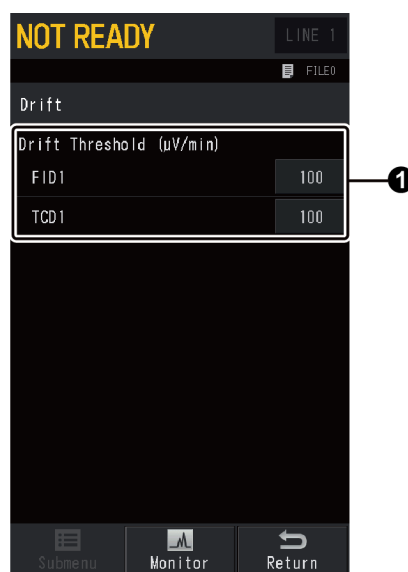 NOT READY
LINE 1
FILE0
Drift
Drift Threshold (µV/min)
FID1 100
1
TCD1 100
Submenu Monitor Return